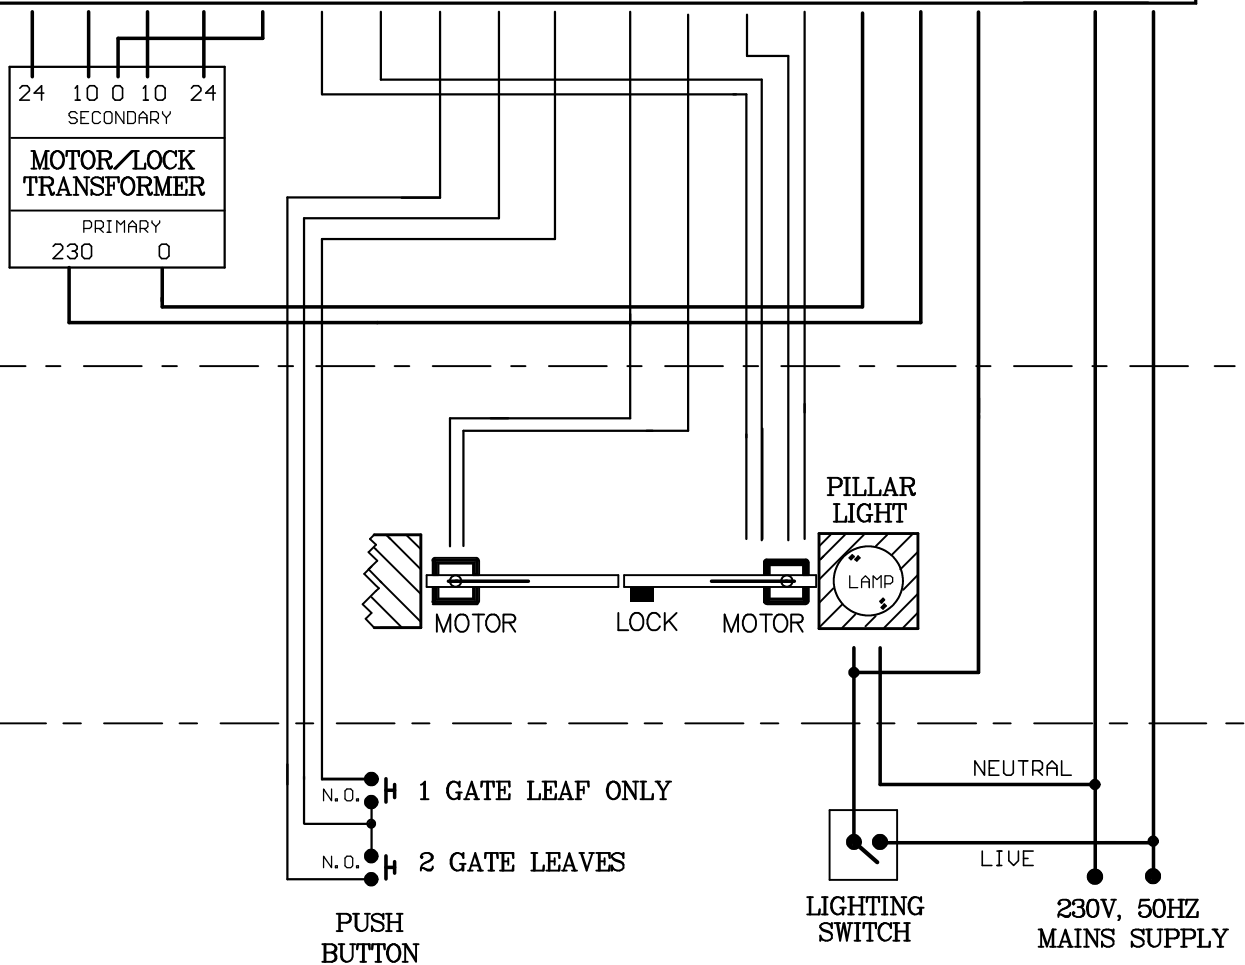 24 10 0 10 24
SECONDARY
MOTOR/LOCK
TRANSFORMER
PRIMARY
230 0
PILLAR
LIGHT
LAMP
MOTOR
LOCK
MOTOR
NEUTRAL
N.O.
1 GATE LEAF ONLY
N.O.
2 GATE LEAVES
LIVE
PUSH
BUTTON
LIGHTING
SWITCH
230V, 50HZ
MAINS SUPPLY